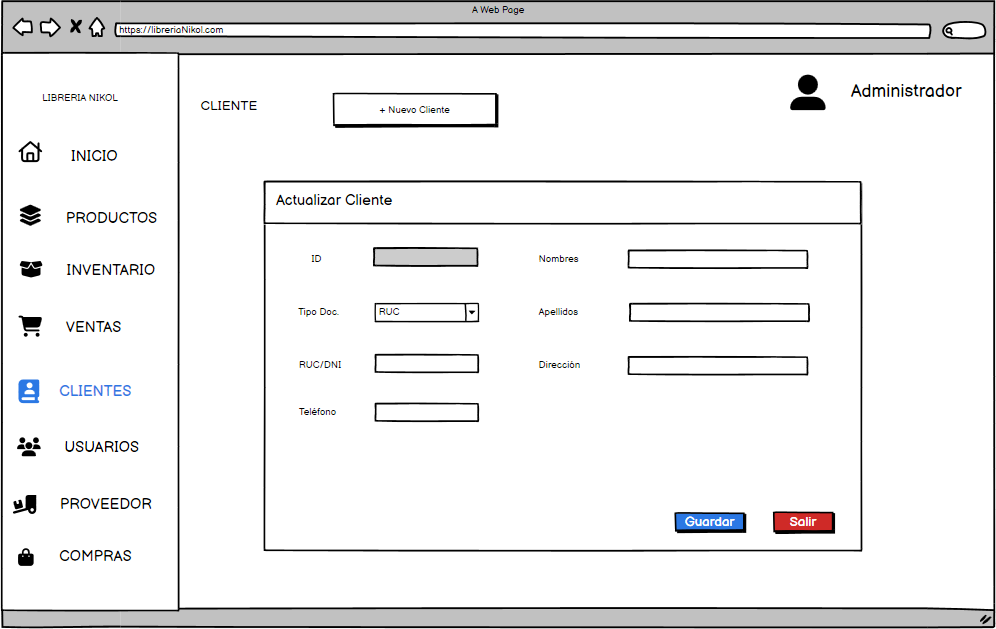 A Web Page
https://libreriaNikol.com
LIBRERIA NIKOL
INICIO
PRODUCTOS
INVENTARIO
VENTAS
CLIENTES
USUARIOS
PROVEEDOR
COMPRAS
CLIENTE
+ Nuevo Cliente
Administrador
Actualizar Cliente
ID
Nombres
Tipo Doc.
RUC
Apellidos
RUC/DNI
Dirección
Teléfono
Guardar
Salir